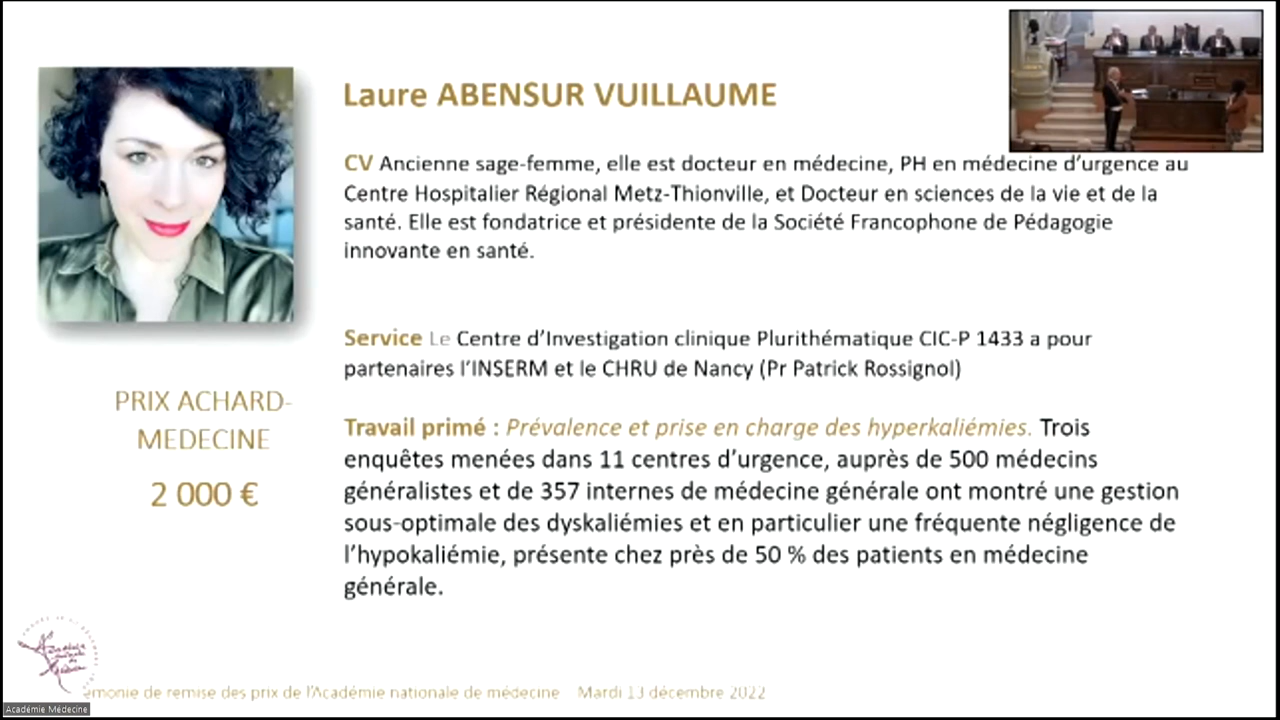 Laure ABENSUR VUILLAUME
CV Ancienne sage-femme, elle est docteur en médecine, PH en médecine d'urgence au
Centre Hospitalier Régional Metz-Thionville, et Docteur en sciences de la vie et de la
santé. Elle est fondatrice et présidente de la Société Francophone de Pédagogie
innovante en santé.
Service Le Centre d'Investigation clinique Plurithématique CIC-P 1433 a pour
partenaires l'INSERM et le CHRU de Nancy (Pr Patrick Rossignol)
PRIX ACHARD-
MEDECINE
2 000 €
Travail primé : Prévalence et prise en charge des hyperkaliémies. Trois
enquêtes menées dans 11 centres d'urgence, auprès de 500 médecins
généralistes et de 357 internes de médecine générale ont montré une gestion
sous-optimale des dyskaliémies et en particulier une fréquente négligence de
l'hypokaliémie, présente chez près de 50 % des patients en médecine
générale.
émonie de remise des prix de l'Académie nationale de médecine Mardi 13 décembre 2022
Académie Médecine